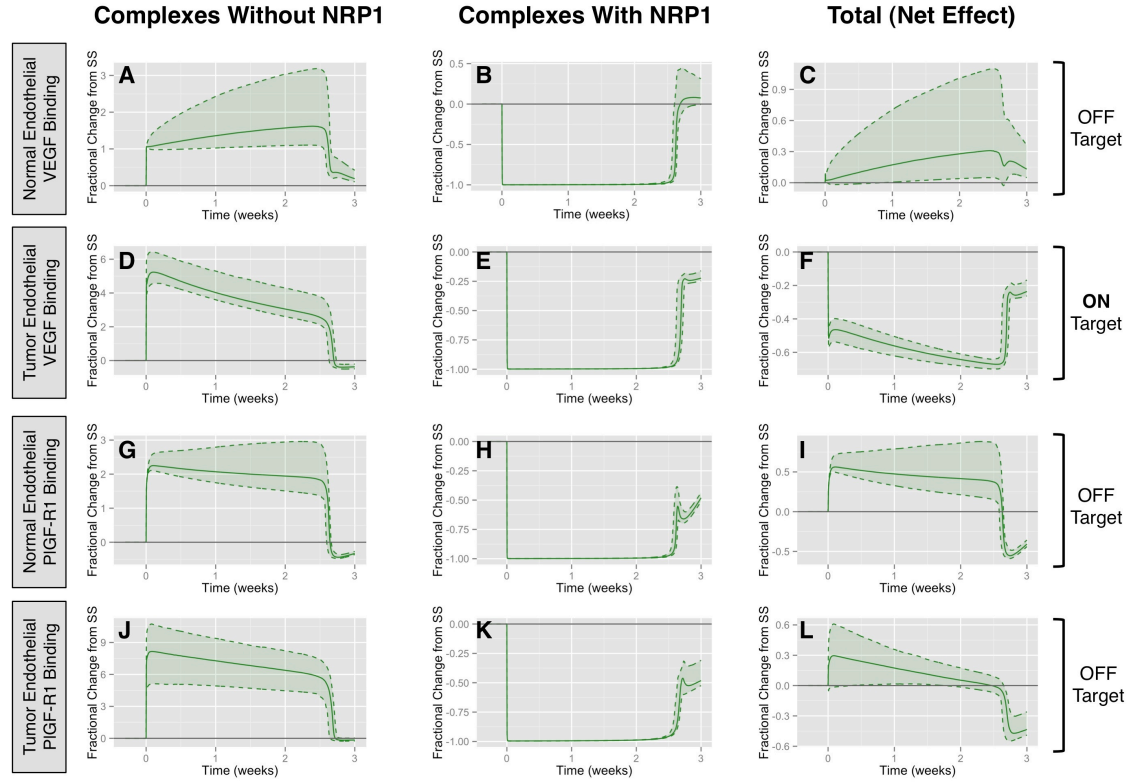 Complexes Without NRP1
Complexes With NRP1
Total (Net Effect)
Normal Endothelial
VEGF Binding
Fractional Change from SS
A
3
2
1
0
0
1
2
3
Time (weeks)
Fractional Change from SS
B
0.5
0.0
-0.5
-1.0
0
1
2
3
Time (weeks)
Fractional Change from SS
C
0.9
0.6
0.3
0.0
0
1
2
3
Time (weeks)
OFF
Target
Tumor Endothelial
VEGF Binding
Fractional Change from SS
D
6
4
2
0
0
1
2
3
Time (weeks)
Fractional Change from SS
E
0.00
-0.25
-0.50
-0.75
-1.00
0
1
2
3
Time (weeks)
Fractional Change from SS
F
0.0
-0.2
-0.4
-0.6
0
1
2
3
Time (weeks)
ON
Target
Normal Endothelial
PlGF-R1 Binding
Fractional Change from SS
G
3
2
1
0
0
1
2
3
Time (weeks)
Fractional Change from SS
H
0.00
-0.25
-0.50
-0.75
-1.00
0
1
2
3
Time (weeks)
Fractional Change from SS
I
0.5
0.0
-0.5
0
1
2
3
Time (weeks)
OFF
Target
Tumor Endothelial
PlGF-R1 Binding
Fractional Change from SS
J
9
6
3
0
0
1
2
3
Time (weeks)
Fractional Change from SS
K
0.00
-0.25
-0.50
-0.75
-1.00
0
1
2
3
Time (weeks)
Fractional Change from SS
L
0.6
0.3
0.0
-0.3
-0.6
0
1
2
3
Time (weeks)
OFF
Target